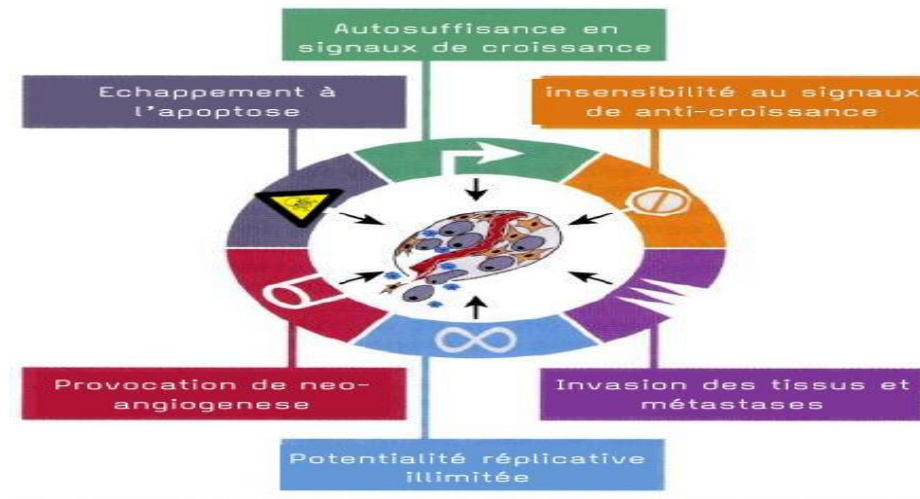 Autosuffisance en
signaux de croissance
Echappement à
l'apoptose
insensibilité au signaux
de anti-croissance
Provocation de neo-
angiogenese
Invasion des tissus et
métastases
Potentialité réplicative
illimitée